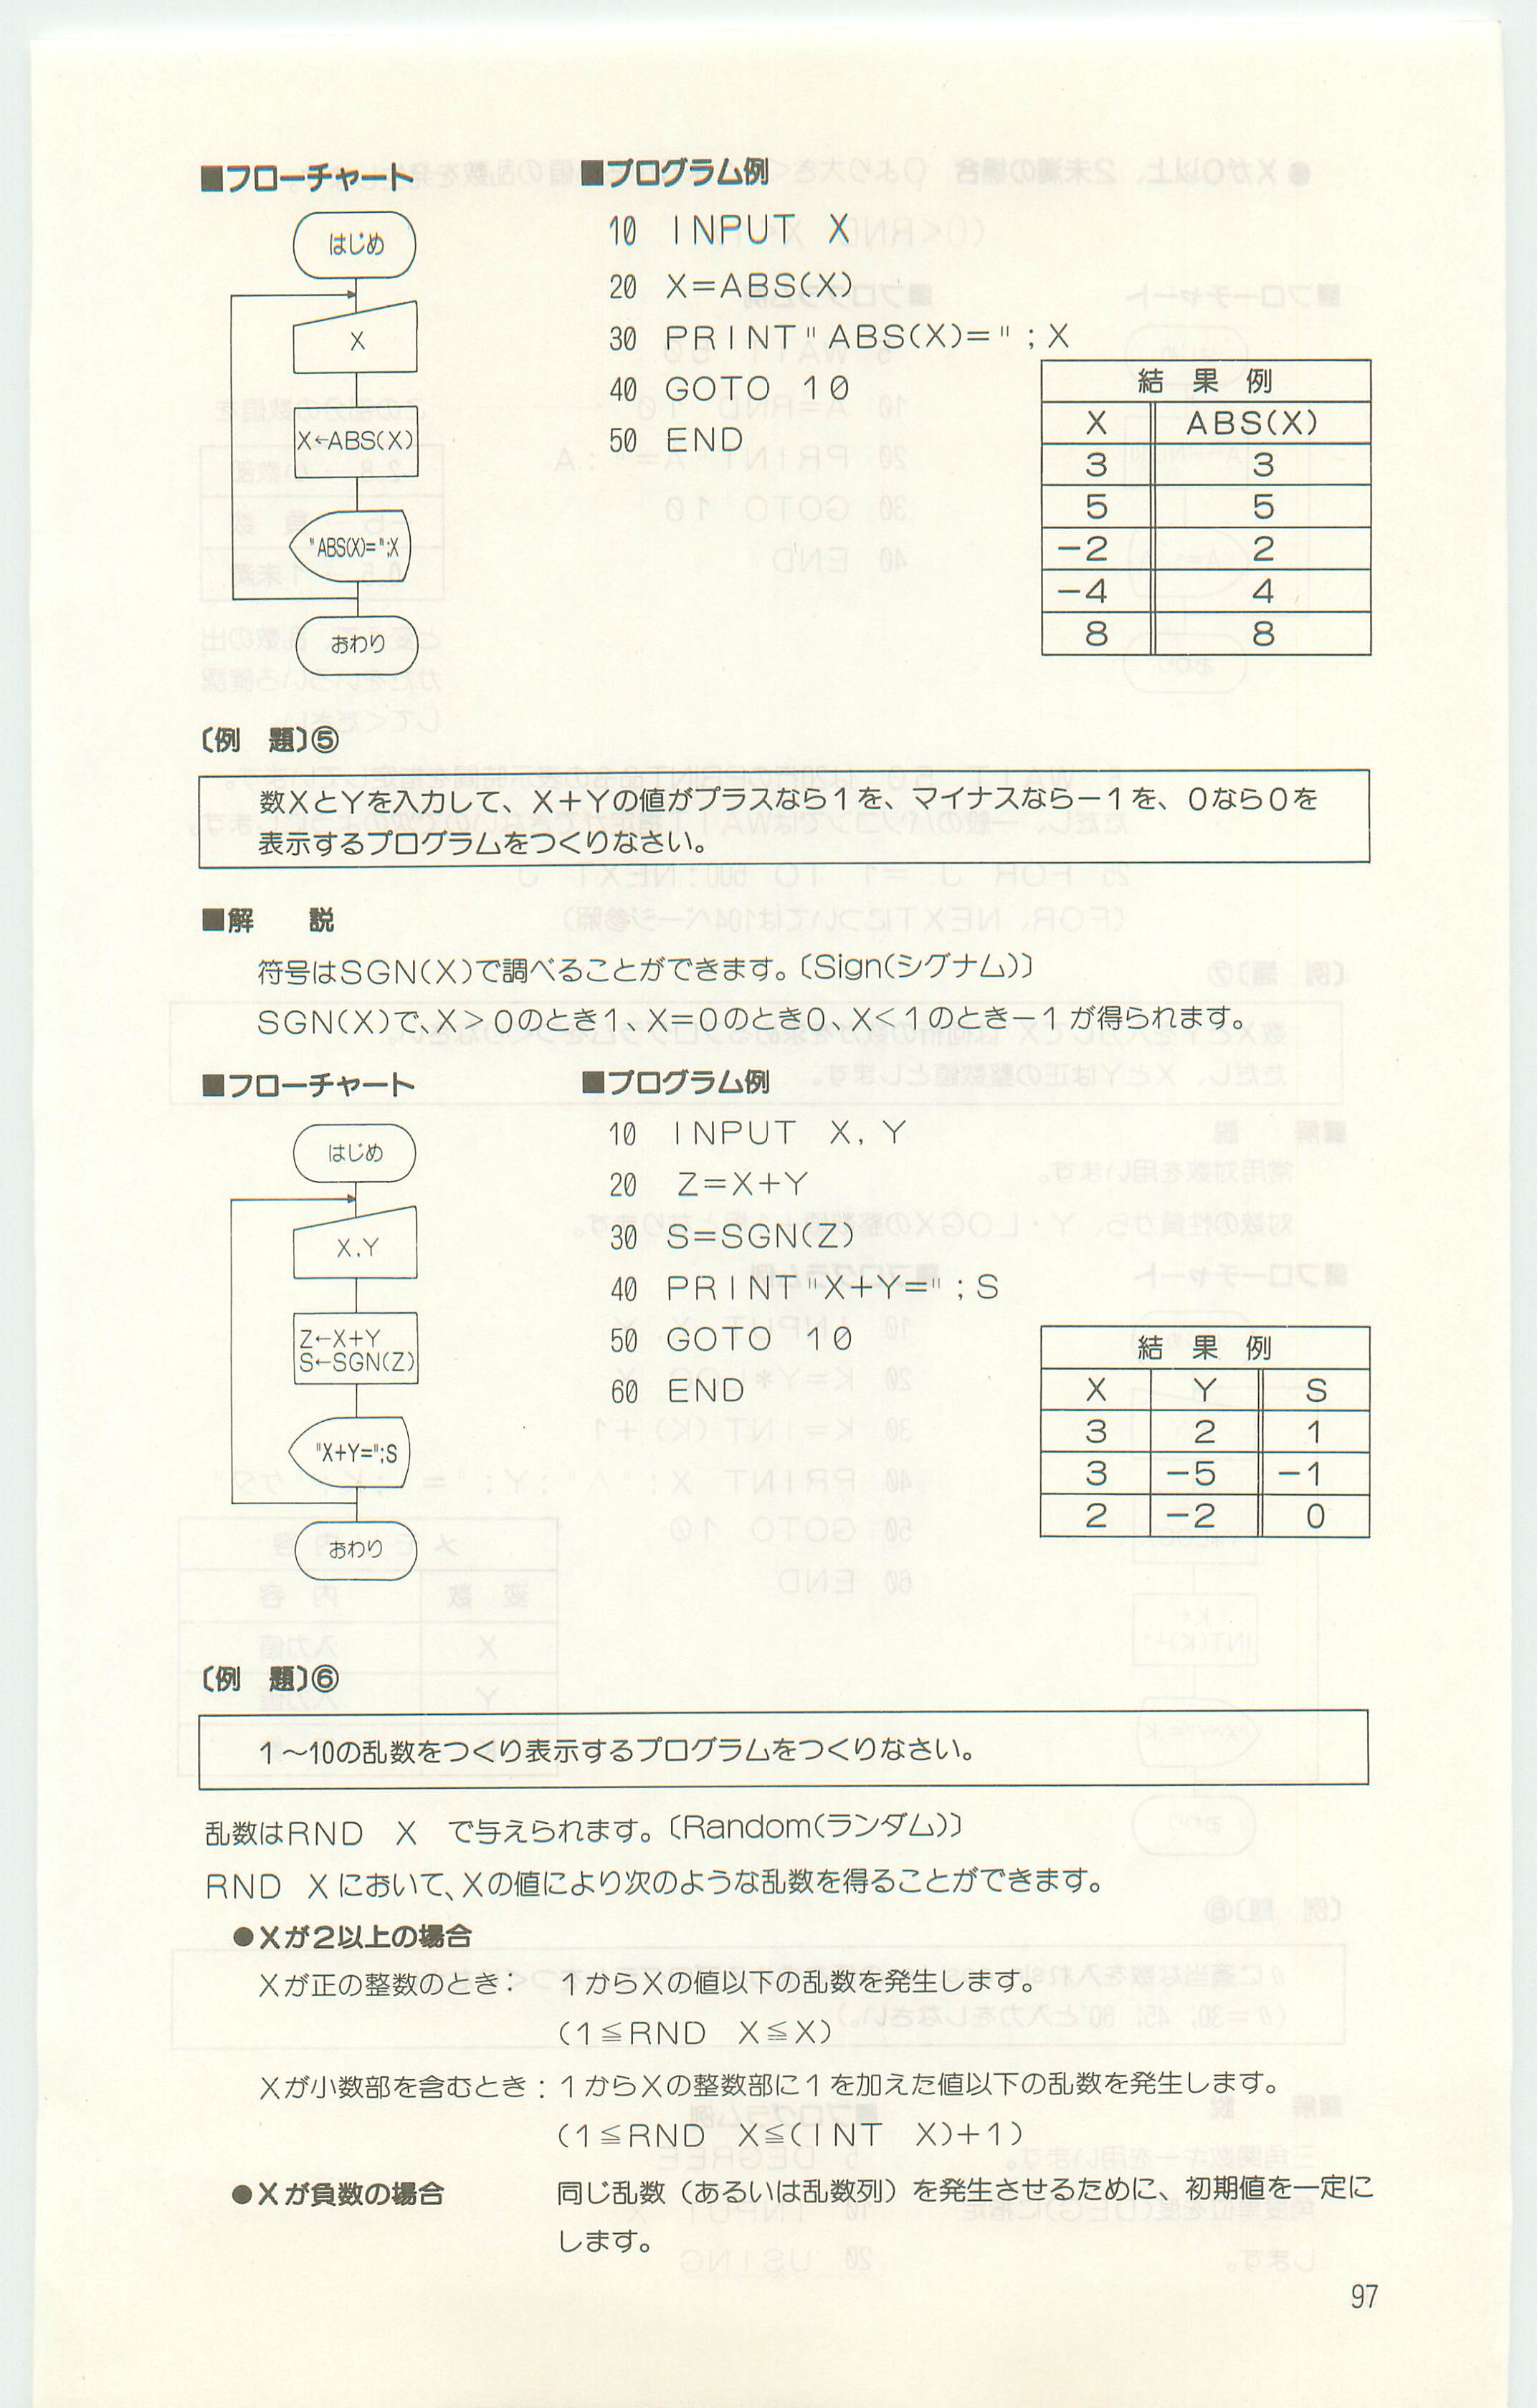 ■フローチャート
はじめ
X
X←ABS(X)
"ABS(X)=";X
おわり
■プログラム例
10 INPUT X
20 X=ABS(X)
30 PRINT"ABS(X)=";X
40 GOTO 10
50 END
結果例
X ABS(X)
3 3
5 5
−2 2
−4 4
8 8
〔例 題〕⑤
数XとYを入力して、X+Yの値がプラスなら1を、マイナスなら−1を、0なら0を
表示するプログラムをつくりなさい。
■解 説
符号はSGN(X)で調べることができます。〔Sign(シグナム)〕
SGN(X)で、X>0のとき1、X=0のとき0、X<1のとき−1が得られます。
■フローチャート
はじめ
X,Y
Z←X+Y
S←SGN(Z)
"X+Y=";S
おわり
■プログラム例
10 INPUT X,Y
20 Z=X+Y
30 S=SGN(Z)
40 PRINT"X+Y=";S
50 GOTO 10
60 END
結果例
X Y S
3 2 1
3 −5 −1
2 −2 0
〔例 題〕⑥
1〜10の乱数をつくり表示するプログラムをつくりなさい。
乱数はRND X で与えられます。〔Random(ランダム)〕
RND Xにおいて、Xの値により次のような乱数を得ることができます。
●Xが2以上の場合
Xが正の整数のとき: 1からXの値以下の乱数を発生します。
(1≦RND X≦X)
Xが小数部を含むとき:1からXの整数部に1を加えた値以下の乱数を発生します。
(1≦RND X≦(INT X)+1)
●Xが負数の場合 同じ乱数(あるいは乱数列)を発生させるために、初期値を一定に
します。
97